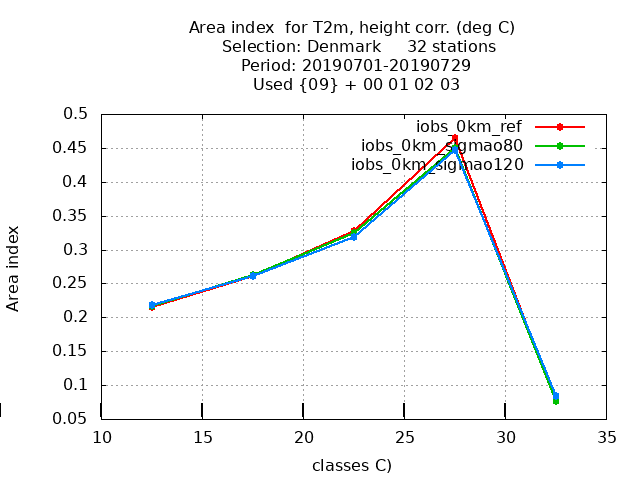 Area index  for T2m, height corr. (deg C)
Selection: Denmark     32 stations
Period: 20190701-20190729
Used {09} + 00 01 02 03
iobs_0km_ref
iobs_0km_sigmao80
iobs_0km_sigmao120
0.5
0.45
0.4
0.35
0.3
0.25
0.2
0.15
0.1
0.05
Area index
10 15 20 25 30 35
classes C)